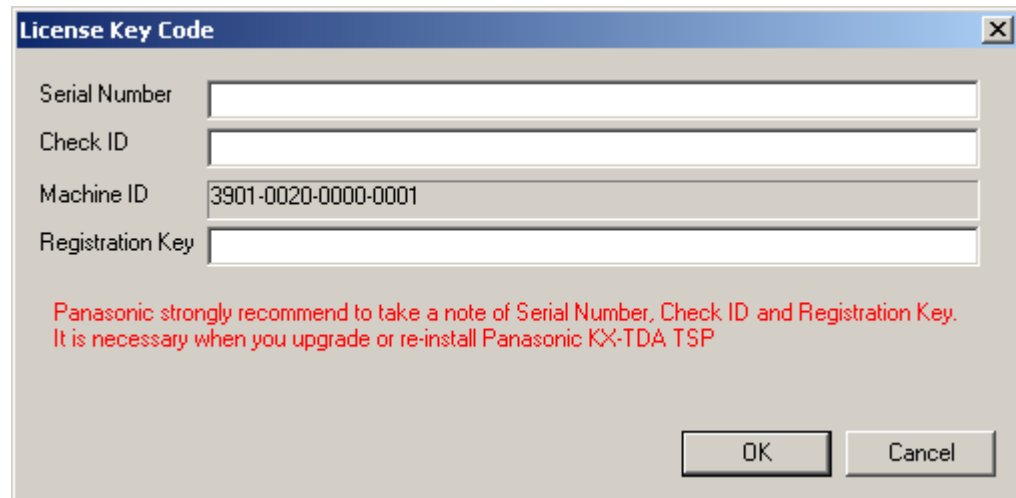 License Key Code
Serial Number
Check ID
Machine ID 3901-0020-0000-0001
Registration Key
Panasonic strongly recommend to take a note of Serial Number, Check ID and Registration Key.
It is necessary when you upgrade or re-install Panasonic KX-TDA TSP
OK Cancel